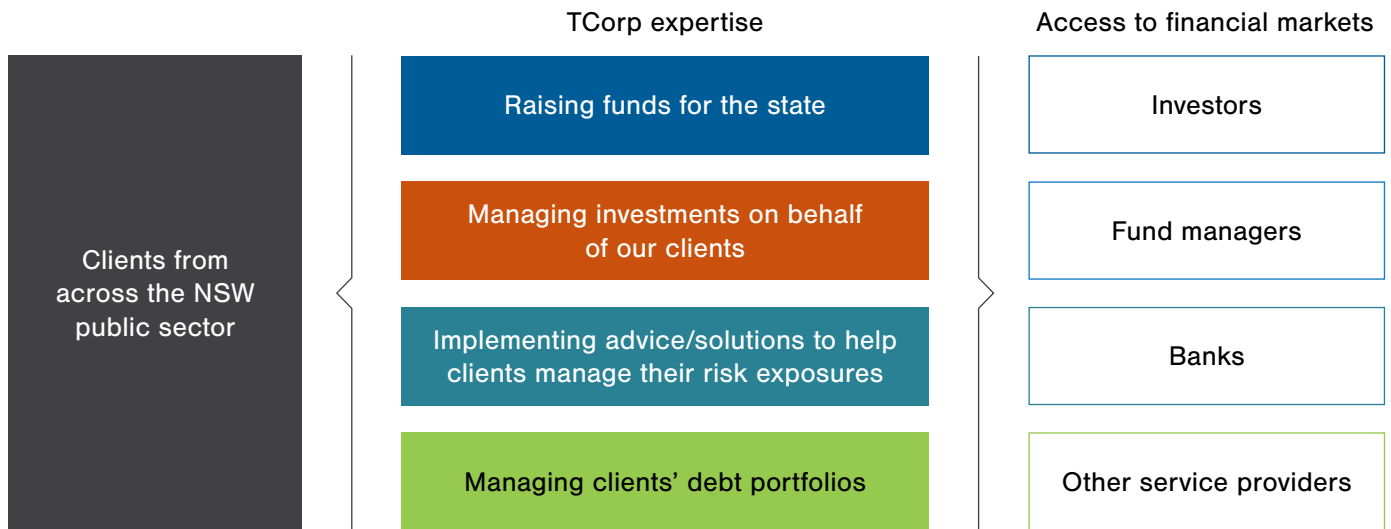 TCorp expertise
Access to financial markets
Clients from
across the NSW
public sector
Raising funds for the state
Managing investments on behalf
of our clients
Implementing advice/solutions to help
clients manage their risk exposures
Managing clients’ debt portfolios
Investors
Fund managers
Banks
Other service providers